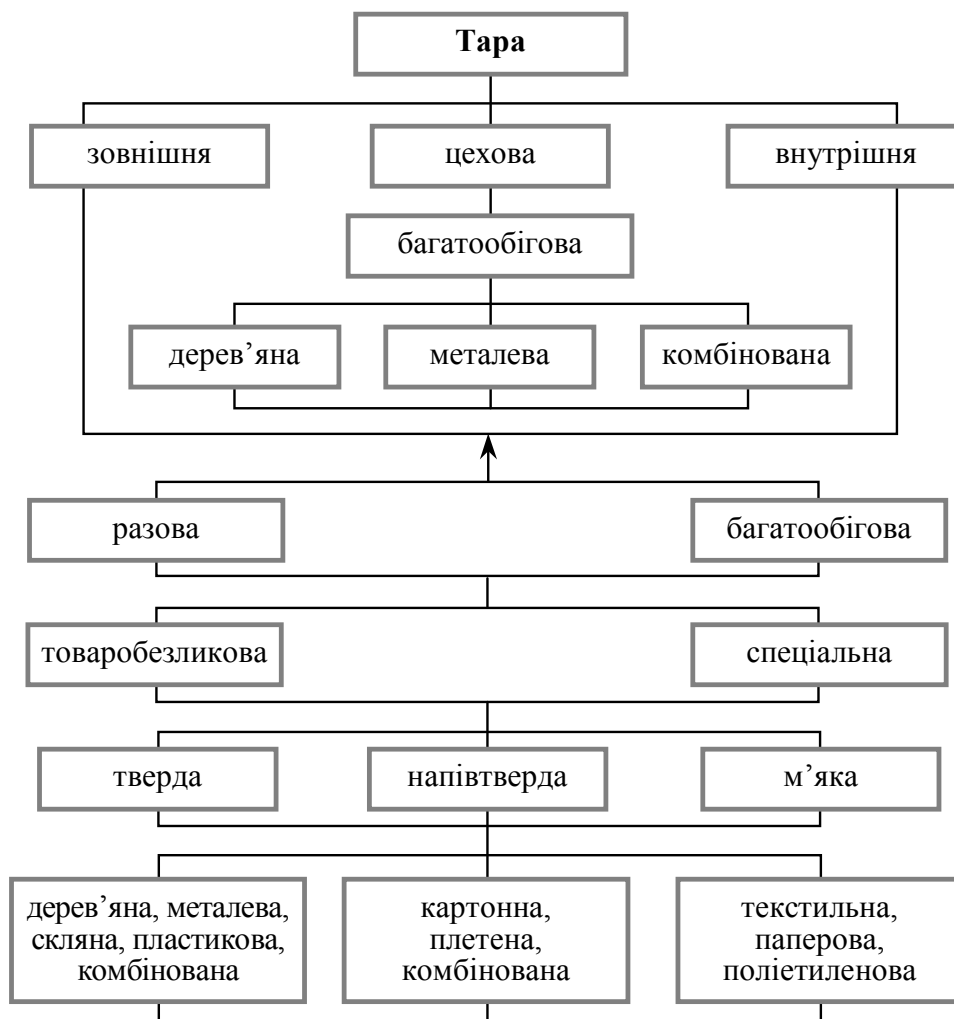 Тара
зовнішня
цехова
внутрішня
багатообігова
дерев’яна
металева
комбінована
разова
багатообігова
товаробезликова
спеціальна
тверда
напівтверда
м’яка
дерев’яна, металева,
скляна, пластикова,
комбінована
картонна,
плетена,
комбінована
текстильна,
паперова,
поліетиленова